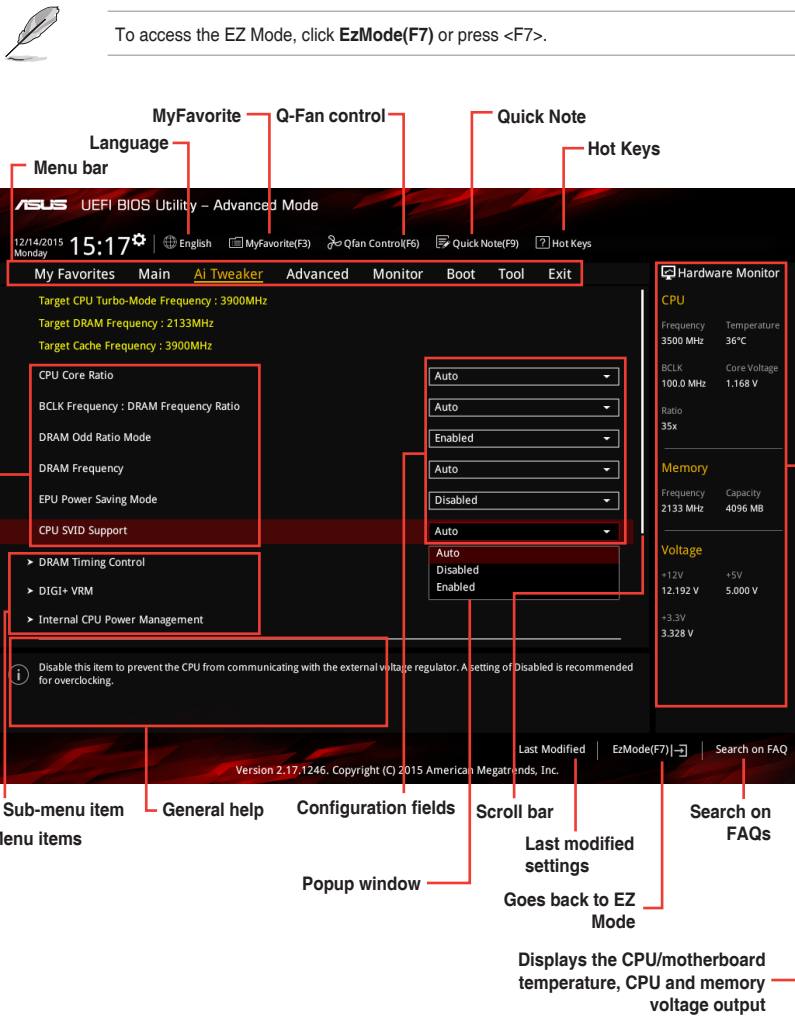 To access the EZ Mode, click EzMode(F7) or press <F7>.
MyFavorite
Q-Fan control
Quick Note
Language
Hot Keys
Menu bar
ASUS UEFI BIOS Utility – Advanced Mode
12/14/2015
Monday
15:17
English
MyFavorite(F3)
Qfan Control(F6)
Quick Note(F9)
? Hot Keys
My Favorites Main Ai Tweaker Advanced Monitor Boot Tool Exit
Target CPU Turbo-Mode Frequency : 3900MHz
Target DRAM Frequency : 2133MHz
Target Cache Frequency : 3900MHz
CPU Core Ratio Auto
BCLK Frequency : DRAM Frequency Ratio Auto
DRAM Odd Ratio Mode Enabled
DRAM Frequency Auto
EPU Power Saving Mode Disabled
CPU SVID Support Auto
Auto
Disabled
Enabled
> DRAM Timing Control
> DIGI+ VRM
> Internal CPU Power Management
i
Disable this item to prevent the CPU from communicating with the external voltage regulator. A setting of Disabled is recommended
for overclocking.
Hardware Monitor
CPU
Frequency Temperature
3500 MHz 36°C
BCLK Core Voltage
100.0 MHz 1.168 V
Ratio
35x
Memory
Frequency Capacity
2133 MHz 4096 MB
Voltage
+12V +5V
12.192 V 5.000 V
+3.3V
3.328 V
Last Modified EzMode(F7) Search on FAQ
Version 2.17.1246. Copyright (C) 2015 American Megatrends, Inc.
Sub-menu item
General help
Configuration fields
Scroll bar
Search on
FAQs
enu items
Last modified
settings
Popup window
Goes back to EZ
Mode
Displays the CPU/motherboard
temperature, CPU and memory
voltage output